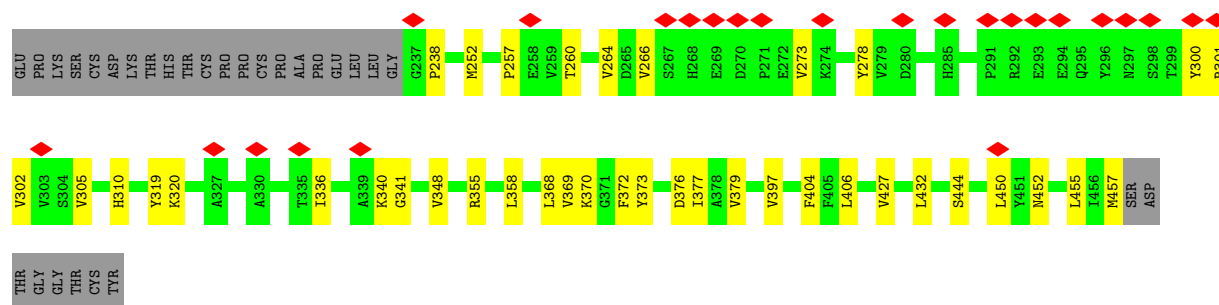 GLU PRO LYS SER CYS ASP LYS THR HIS THR CYS PRO PRO CYS PRO ALA PRO GLU LEU LEU GLY G237 P238 M252 P257 E258 V259 T260 V264 D265 V266 S267 H268 E269 D270 P271 E272 V273 K274 Y278 V279 D280 H285 P291 R292 E293 E294 Q295 Y296 N297 S298 T299 Y300
V302 V303 S304 V305 H310 Y319 K320 A327 A330 T335 I336 A339 K340 G341 V348 R355 L358 L368 V369 K370 G371 F372 Y373 D376 I377 A378 V379 V397 F404 F405 L406 V427 L432 S444 L450 Y451 N452 L455 I456 M457 SER ASP
THR GLY GLY THR CYS TYR